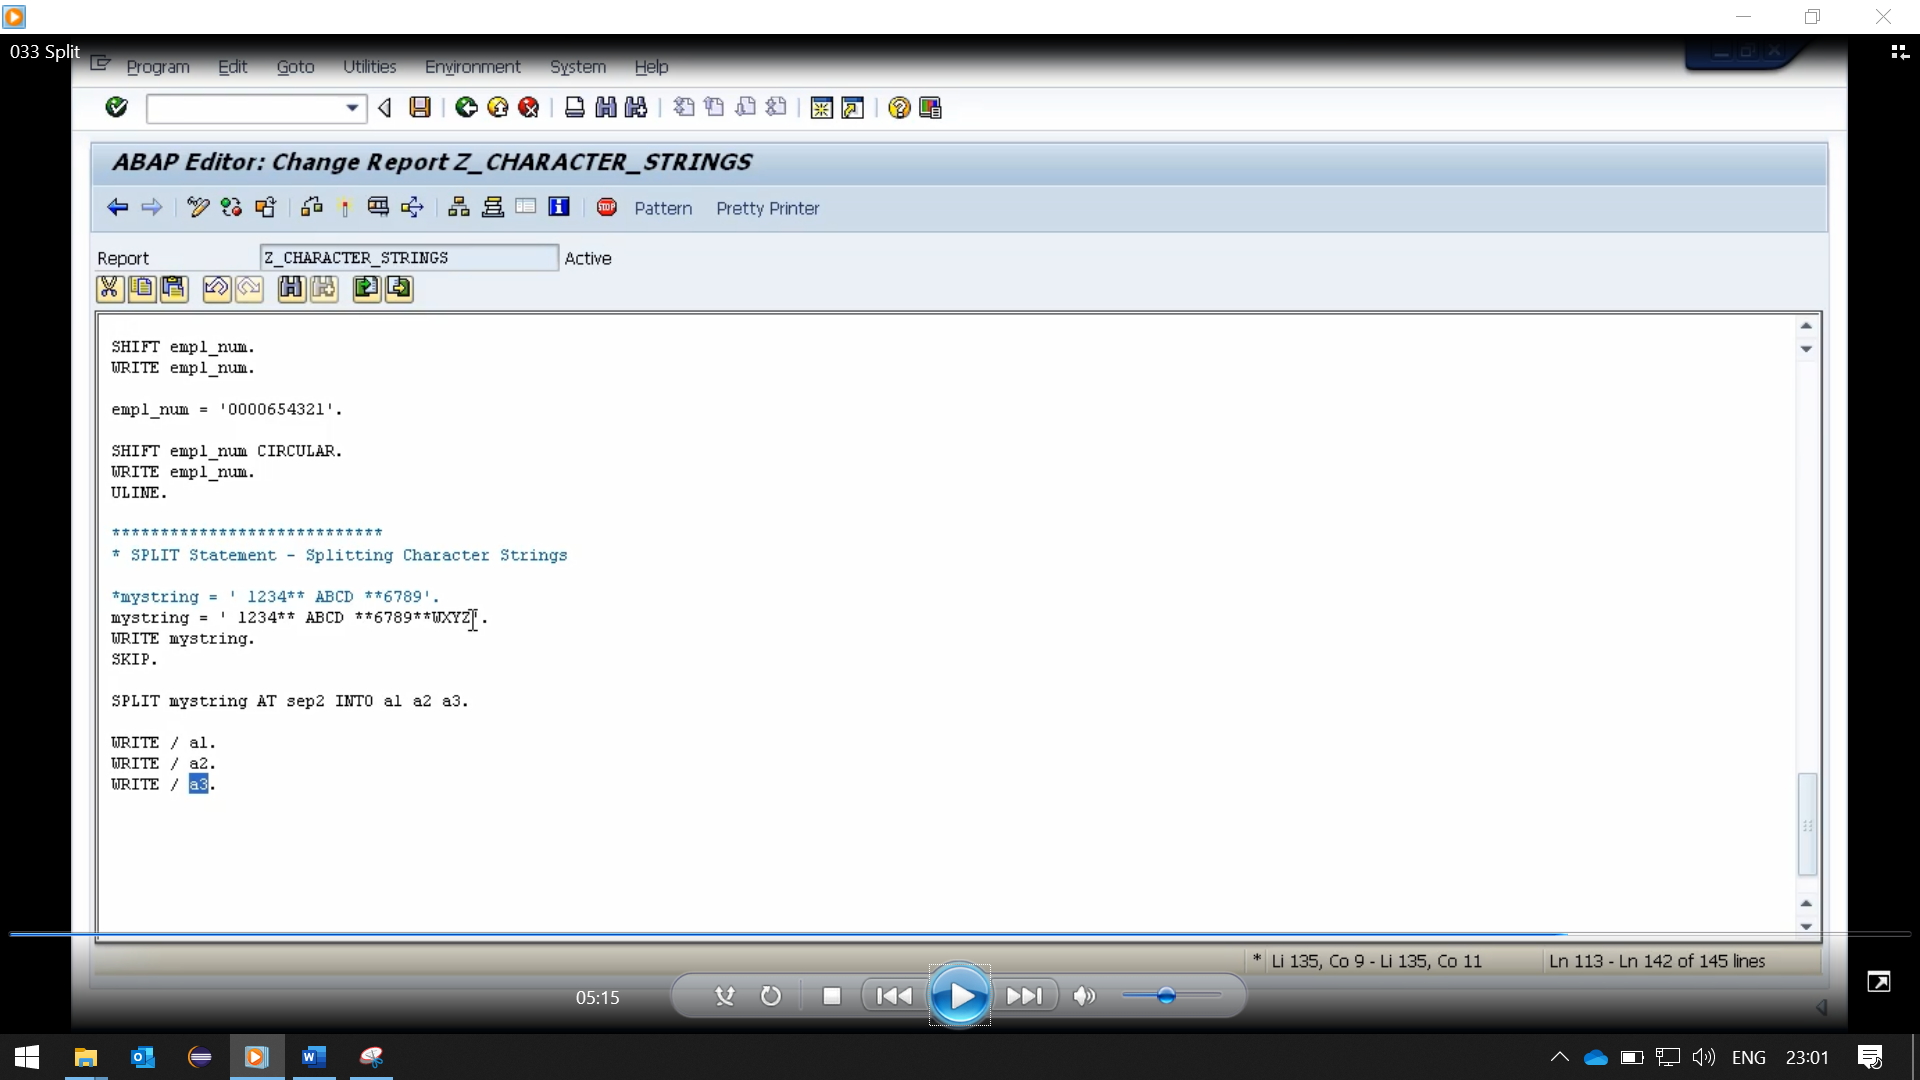 033 Split
Program Edit Goto Utilities Environment System Help
ABAP Editor: Change Report Z_CHARACTER_STRINGS
STOP Pattern Pretty Printer
Report Z_CHARACTER_STRINGS Active
SHIFT empl_num.
WRITE empl_num.
empl_num = '0000654321'.
SHIFT empl_num CIRCULAR.
WRITE empl_num.
ULINE.
****************************
* SPLIT Statement - Splitting Character Strings
*mystring = ' 1234** ABCD **6789'.
mystring = ' 1234** ABCD **6789**WXYZ'.
WRITE mystring.
SKIP.
SPLIT mystring AT sep2 INTO a1 a2 a3.
WRITE / a1.
WRITE / a2.
WRITE / a3.
* Li 135, Co 9 - Li 135, Co 11 Ln 113 - Ln 142 of 145 lines
05:15
ENG 23:01